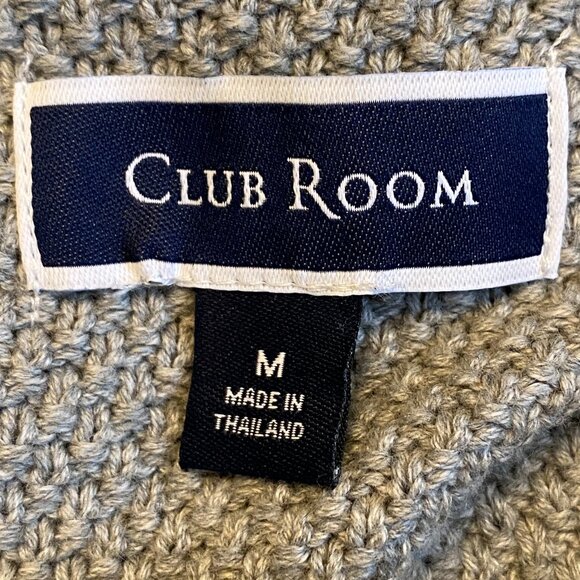 CLUB ROOM
M
MADE IN
THAILAND